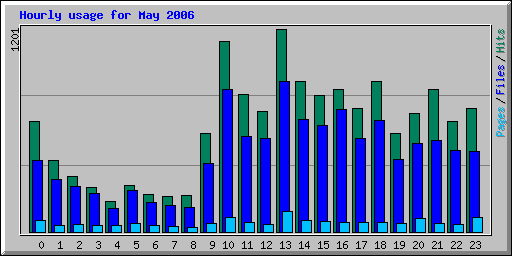 Hourly usage for May 2006
1201
Pages/Files/Hits
0 1 2 3 4 5 6 7 8 9 10 11 12 13 14 15 16 17 18 19 20 21 22 23